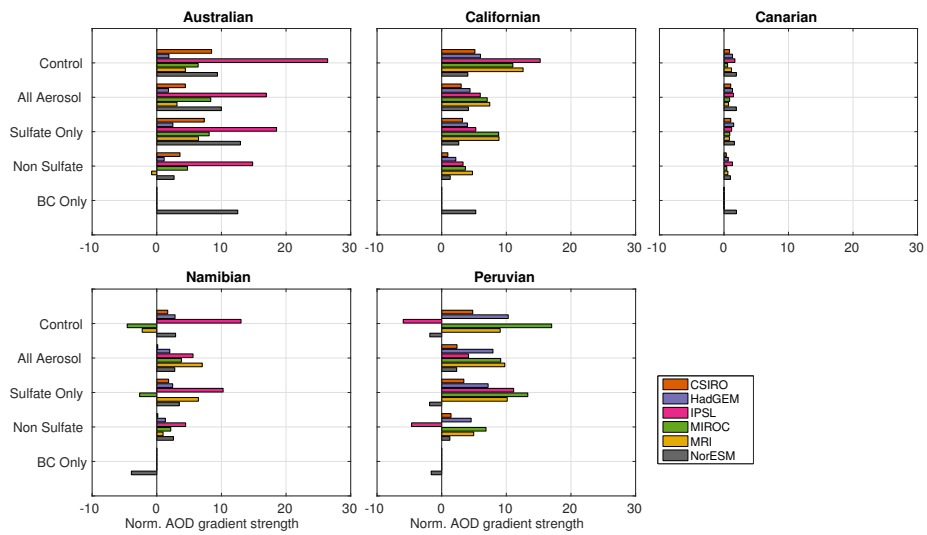 Australian
Californian
Canarian
Control
All Aerosol
Sulfate Only
Non Sulfate
BC Only
-10 0 10 20 30
-10 0 10 20 30
-10 0 10 20 30
Namibian
Peruvian
Control
All Aerosol
Sulfate Only
Non Sulfate
BC Only
-10 0 10 20 30
-10 0 10 20 30
Norm. AOD gradient strength
Norm. AOD gradient strength
CSIRO
HadGEM
IPSL
MIROC
MRI
NorESM